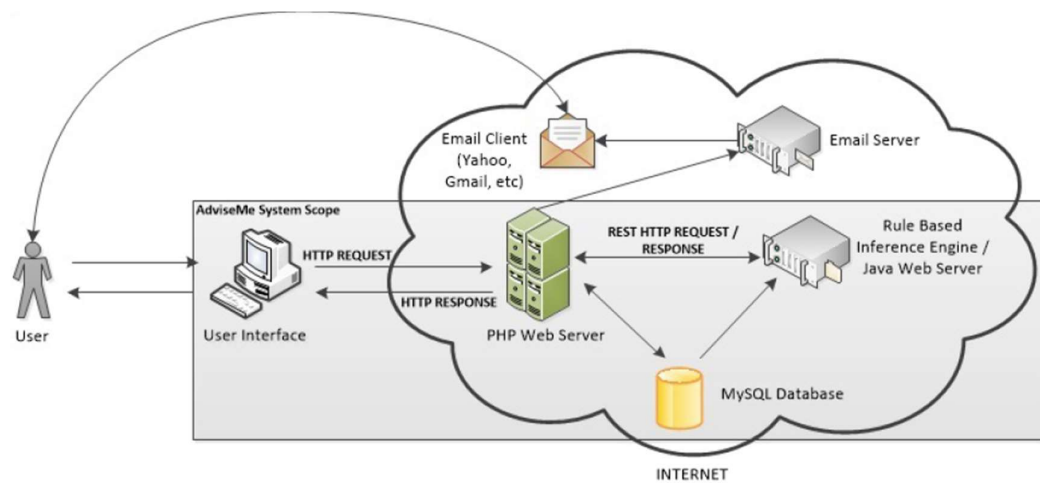 Email Client
(Yahoo,
Gmail, etc)
Email Server
AdviseMe System Scope
HTTP REQUEST
REST HTTP REQUEST /
RESPONSE
Rule Based
Inference Engine /
Java Web Server
HTTP RESPONSE
User
User Interface
PHP Web Server
MySQL Database
INTERNET